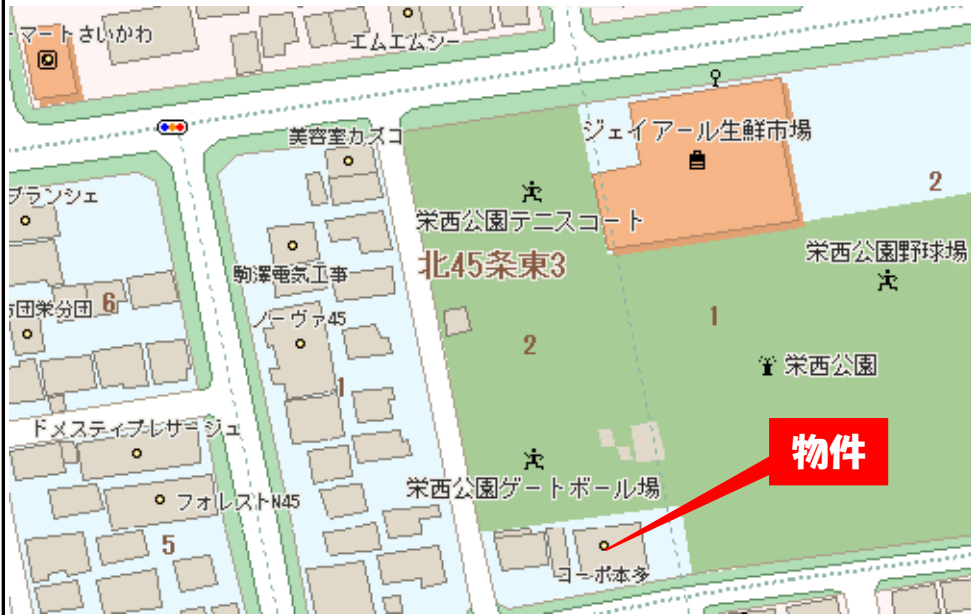 マートさいかわ
エムエムシー
美容室カズコ
ジェイアール生鮮市場
2
ブランシェ
栄西公園テニスコート
栄西公園野球場
駒澤電気工事
北45条東3
団栄分団
6
ノーヴァ45
1
2
1
栄西公園
ドメスティプレサージュ
物件
栄西公園ゲートボール場
フォレストN45
5
コーポ本多